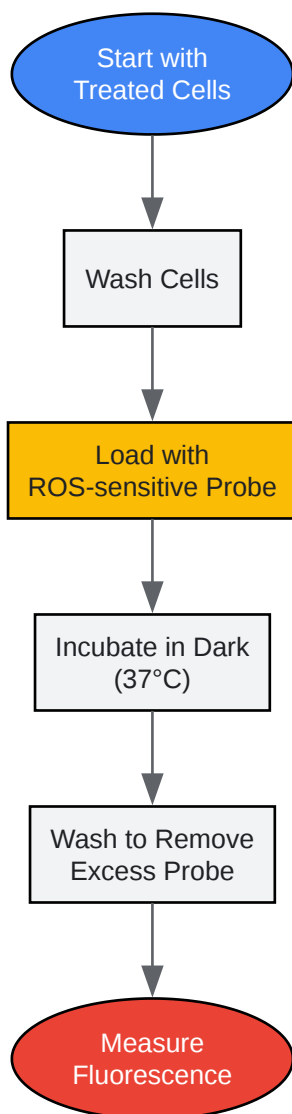 Start with
Treated Cells
Wash Cells
Load with
ROS-sensitive Probe
Incubate in Dark
(37°C)
Wash to Remove
Excess Probe
Measure
Fluorescence